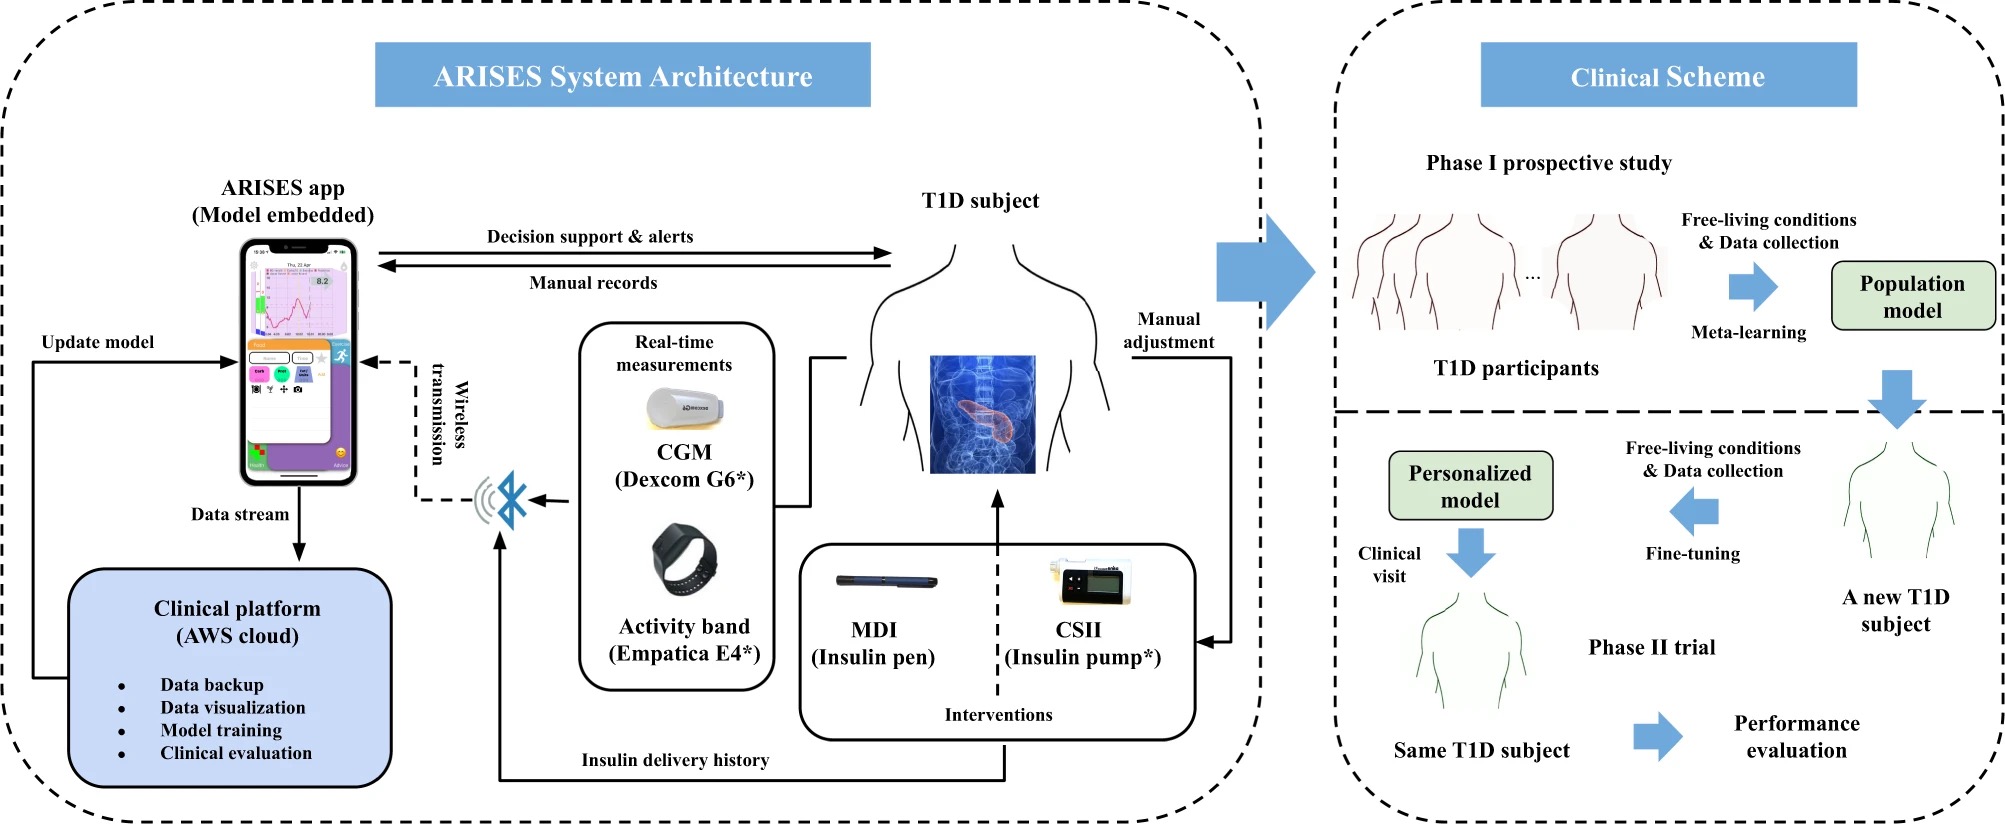 ARISES System Architecture
ARISES app
(Model embedded)
Decision support & alerts
Manual records
T1D subject
Thu, 22 Apr
8.2
Update model
Wireless
transmission
Real-time
measurements
CGM
(Dexcom G6*)
Activity band
(Empatica E4*)
Manual
adjustment
Data stream
Clinical platform
(AWS cloud)
• Data backup
• Data visualization
• Model training
• Clinical evaluation
MDI
(Insulin pen)
CSII
(Insulin pump*)
Interventions
Insulin delivery history
Clinical Scheme
Phase I prospective study
Free-living conditions
& Data collection
...
Meta-learning
Population
model
T1D participants
Personalized
model
Free-living conditions
& Data collection
Fine-tuning
Clinical
visit
A new T1D
subject
Phase II trial
Same T1D subject
Performance
evaluation